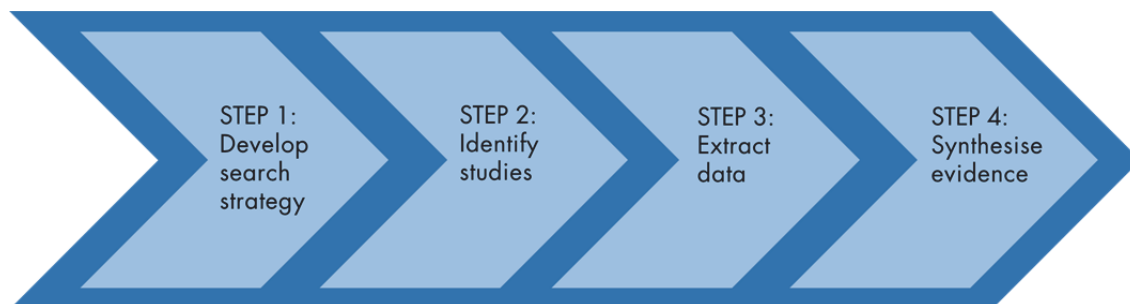 STEP 1:
Develop
search
strategy
STEP 2:
Identify
studies
STEP 3:
Extract
data
STEP 4:
Synthesise
evidence